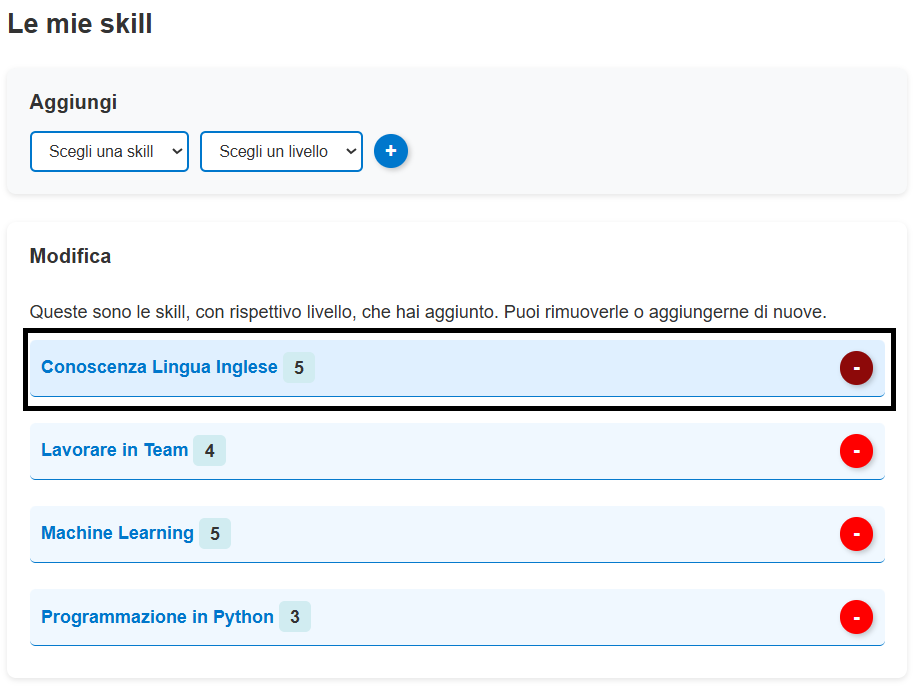 Le mie skill
Aggiungi
Scegli una skill Scegli un livello +
Modifica
Queste sono le skill, con rispettivo livello, che hai aggiunto. Puoi rimuoverle o aggiungerne di nuove.
Conoscenza Lingua Inglese 5 -
Lavorare in Team 4 -
Machine Learning 5 -
Programmazione in Python 3 -